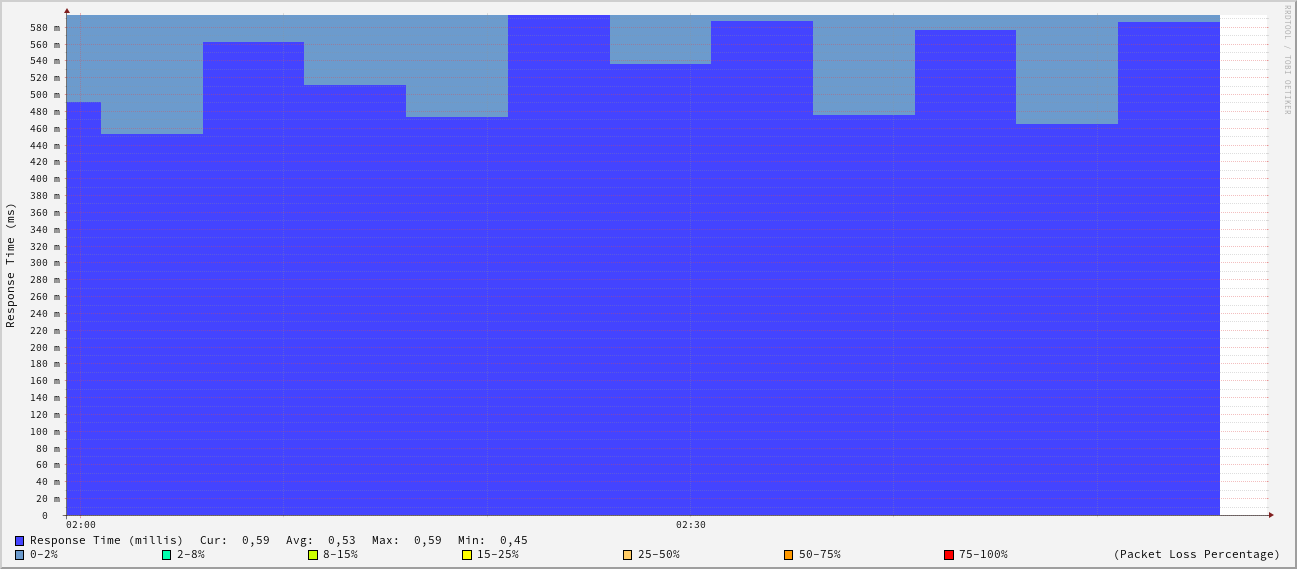 RRDTOOL / TOBI OETIKER
Response Time (ms)
580 m
560 m
540 m
520 m
500 m
480 m
460 m
440 m
420 m
400 m
380 m
360 m
340 m
320 m
300 m
280 m
260 m
240 m
220 m
200 m
180 m
160 m
140 m
120 m
100 m
80 m
60 m
40 m
20 m
0
02:00 02:30
Response Time (millis) Cur: 0,59 Avg: 0,53 Max: 0,59 Min: 0,45
0-2% 2-8% 8-15% 15-25% 25-50% 50-75% 75-100% (Packet Loss Percentage)